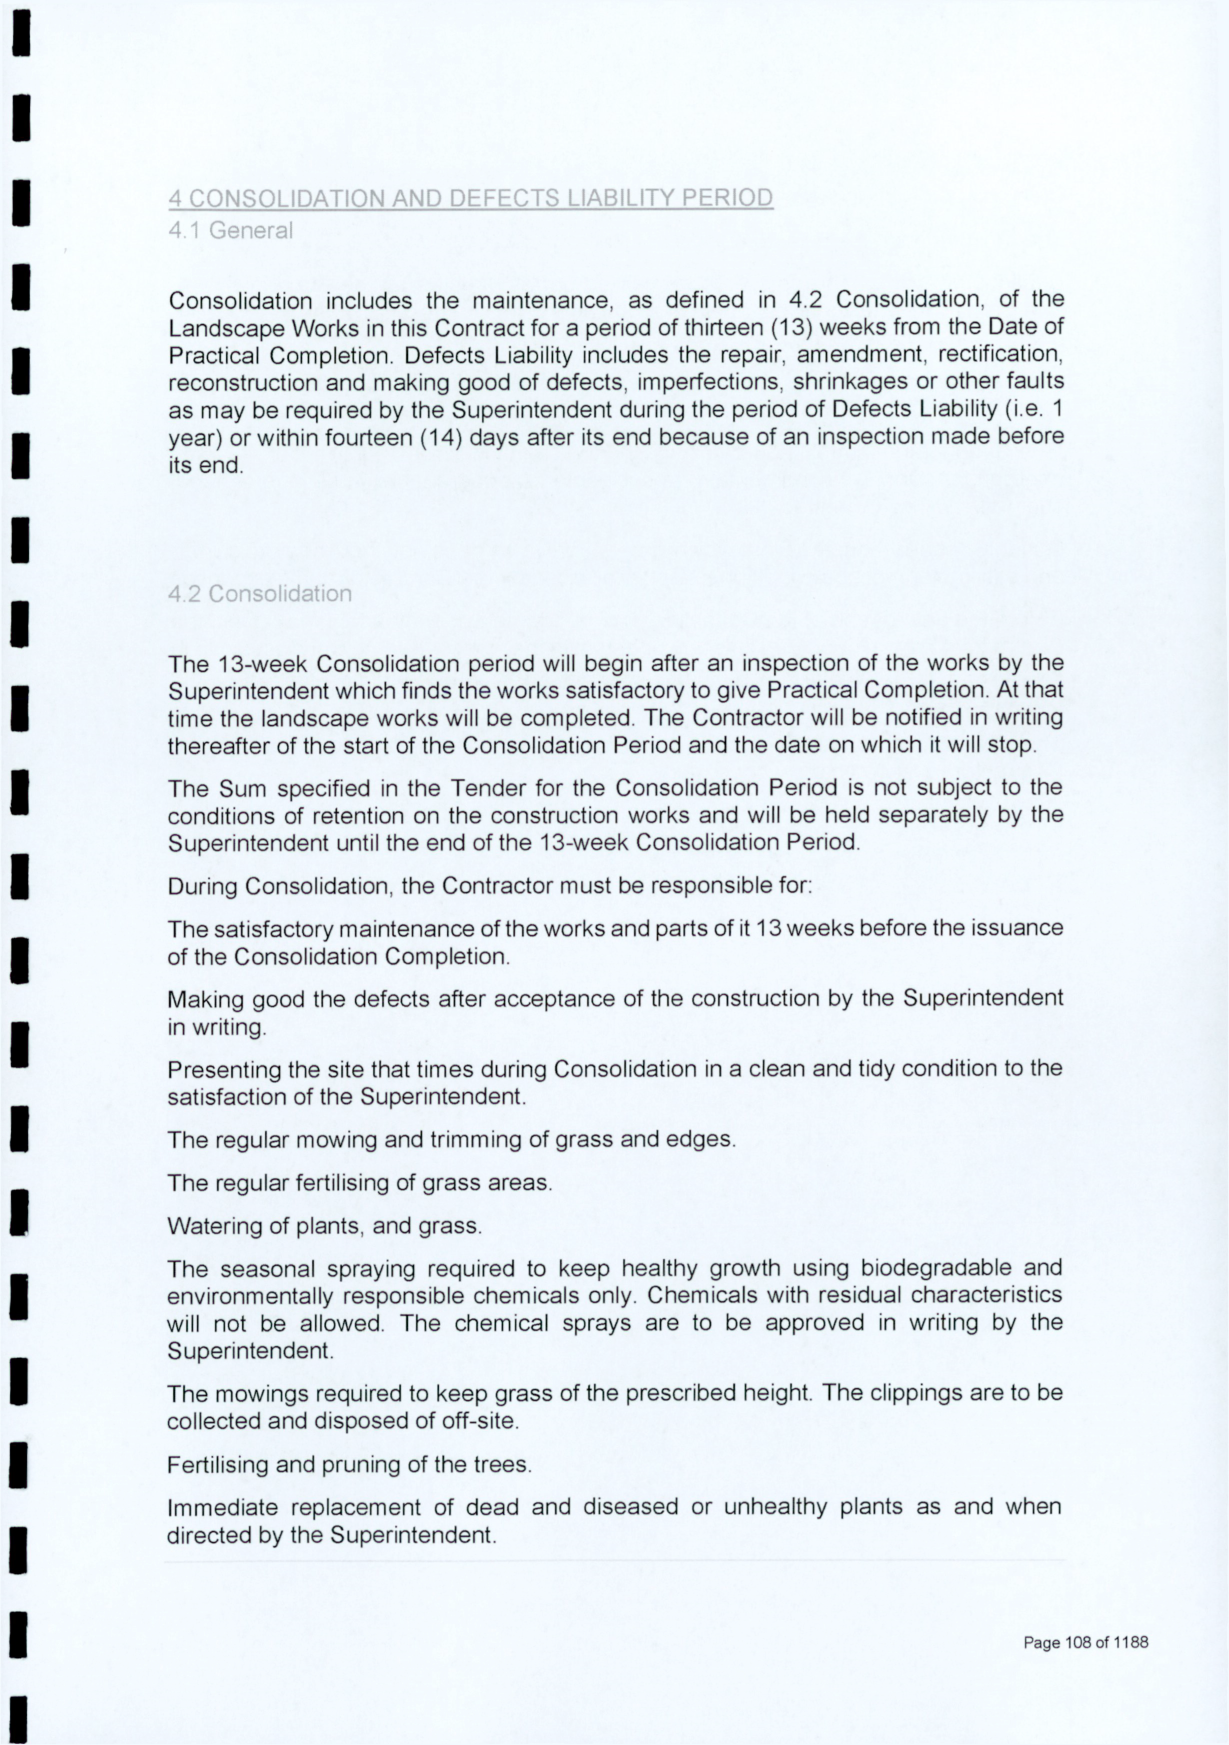 4 CONSOLIDATION AND DEFECTS LIABILITY PERIOD
4.1 General
Consolidation includes the maintenance, as defined in 4.2 Consolidation, of the
Landscape Works in this Contract for a period of thirteen (13) weeks from the Date of
Practical Completion. Defects Liability includes the repair, amendment, rectification,
reconstruction and making good of defects, imperfections, shrinkages or other faults
as may be required by the Superintendent during the period of Defects Liability (i.e. 1
year) or within fourteen (14) days after its end because of an inspection made before
its end.
4.2 Consolidation
The 13-week Consolidation period will begin after an inspection of the works by the
Superintendent which finds the works satisfactory to give Practical Completion. At that
time the landscape works will be completed. The Contractor will be notified in writing
thereafter of the start of the Consolidation Period and the date on which it will stop.
The Sum specified in the Tender for the Consolidation Period is not subject to the
conditions of retention on the construction works and will be held separately by the
Superintendent until the end of the 13-week Consolidation Period.
During Consolidation, the Contractor must be responsible for:
The satisfactory maintenance of the works and parts of it 13 weeks before the issuance
of the Consolidation Completion.
Making good the defects after acceptance of the construction by the Superintendent
in writing.
Presenting the site that times during Consolidation in a clean and tidy condition to the
satisfaction of the Superintendent.
The regular mowing and trimming of grass and edges.
The regular fertilising of grass areas.
Watering of plants, and grass.
The seasonal spraying required to keep healthy growth using biodegradable and
environmentally responsible chemicals only. Chemicals with residual characteristics
will not be allowed. The chemical sprays are to be approved in writing by the
Superintendent.
The mowings required to keep grass of the prescribed height. The clippings are to be
collected and disposed of off-site.
Fertilising and pruning of the trees.
Immediate replacement of dead and diseased or unhealthy plants as and when
directed by the Superintendent.
Page 108 of 1188